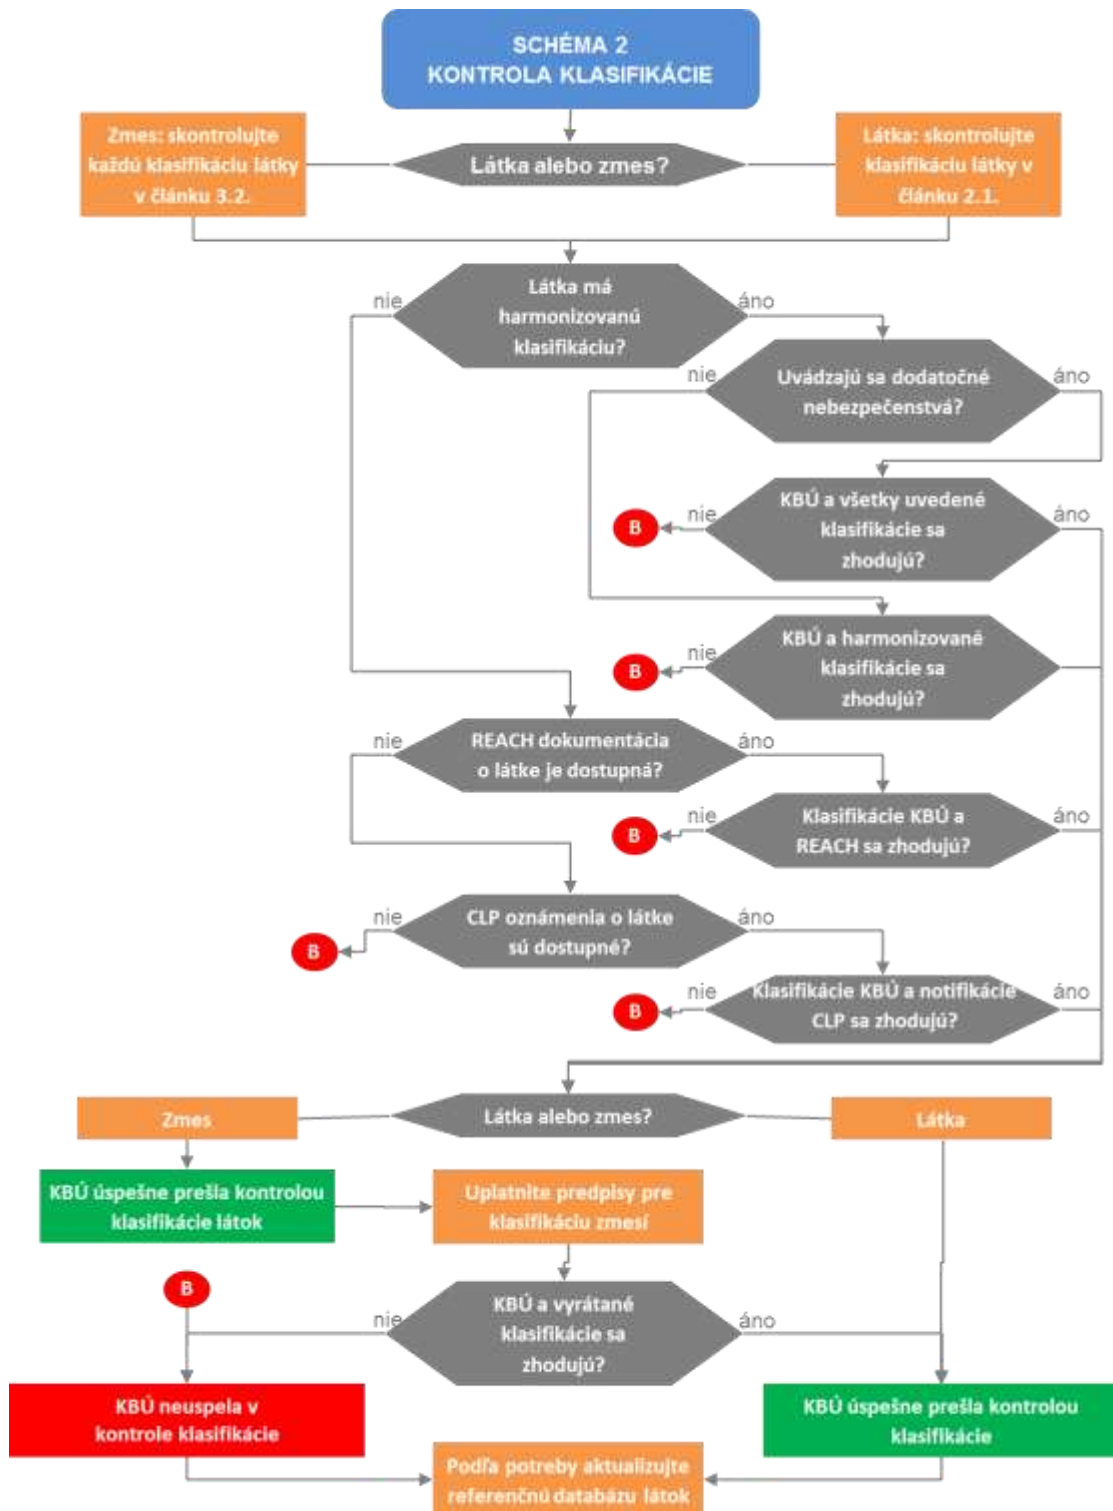 SCHÉMA 2
KONTROLA KLASIFIKÁCIE
Zmes: skontrolujte
každú klasifikáciu látky
v článku 3.2.
Látka alebo zmes?
Látka: skontrolujte
klasifikáciu látky v
článku 2.1.
nie
Látka má
harmonizovanú
klasifikáciu?
áno
nie
Uvádzajú sa dodatočné
nebezpečenstvá?
áno
B
nie
KBÚ a všetky uvedené
klasifikácie sa
zhodujú?
áno
B
nie
KBÚ a harmonizované
klasifikácie sa
zhodujú?
áno
nie
REACH dokumentácia
o látke je dostupná?
áno
B
nie
Klasifikácie KBÚ a
REACH sa zhodujú?
áno
B
nie
CLP oznámenia o látke
sú dostupné?
áno
B
nie
Klasifikácie KBÚ a notifikácie
CLP sa zhodujú?
áno
Zmes
Látka alebo zmes?
Látka
KBÚ úspešne prešla kontrolou
klasifikácie látok
Uplatnite predpisy pre
klasifikáciu zmesí
B
nie
KBÚ a vyrátané
klasifikácie sa
zhodujú?
áno
KBÚ neuspela v
kontrole klasifikácie
KBÚ úspešne prešla kontrolou
klasifikácie
Podľa potreby aktualizujte
referenčnú databázu látok